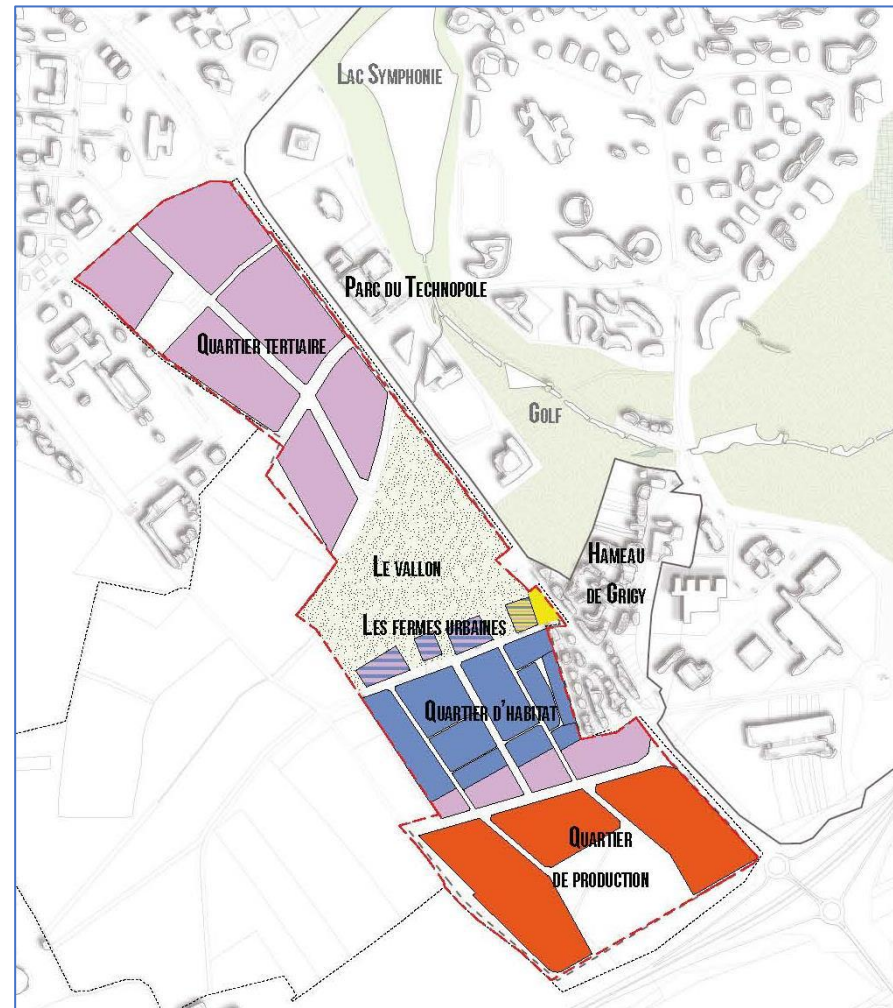 Lac Symphonie
Parc du Technopole
Quartier tertiaire
Golf
Hameau
de Grigy
Le vallon
Les fermes urbaines
Quartier d'habitat
Quartier
de production